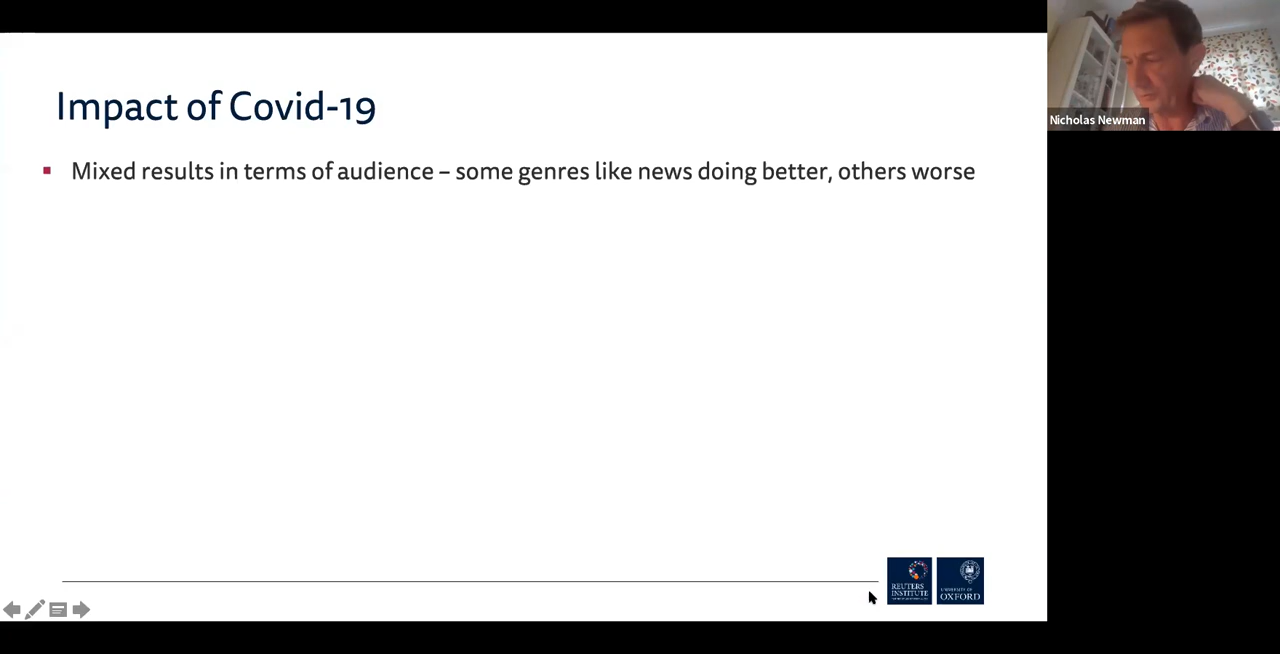 Impact of Covid-19
Mixed results in terms of audience – some genres like news doing better, others worse
Nicholas Newman
REUTERS
INSTITUTE
UNIVERSITY OF
OXFORD